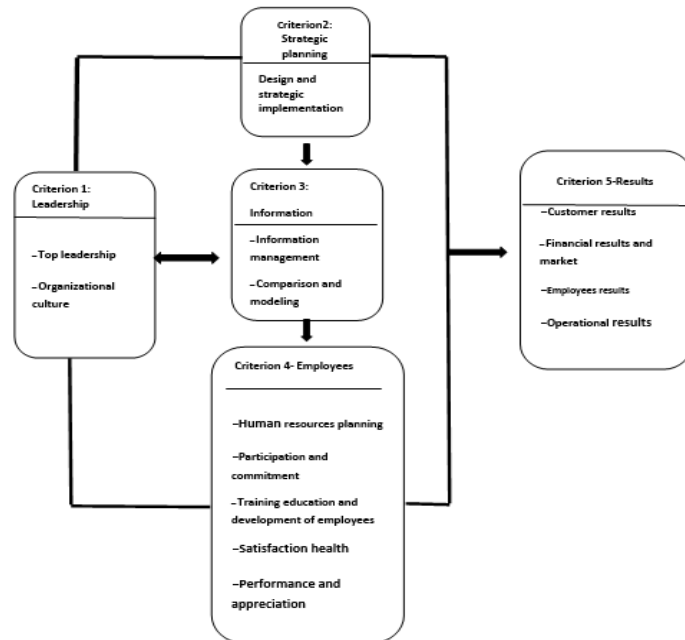 Criterion2:
Strategic
planning
Design and
strategic
implementation
Criterion 1:
Leadership
–Top leadership
–Organizational
culture
Criterion 3:
Information
–Information
management
–Comparison and
modeling
Criterion 4- Employees
–Human resources planning
–Participation and
commitment
–Training education and
development of employees
–Satisfaction health
–Performance and
appreciation
Criterion 5-Results
–Customer results
–Financial results and
market
–Employees results
–Operational results